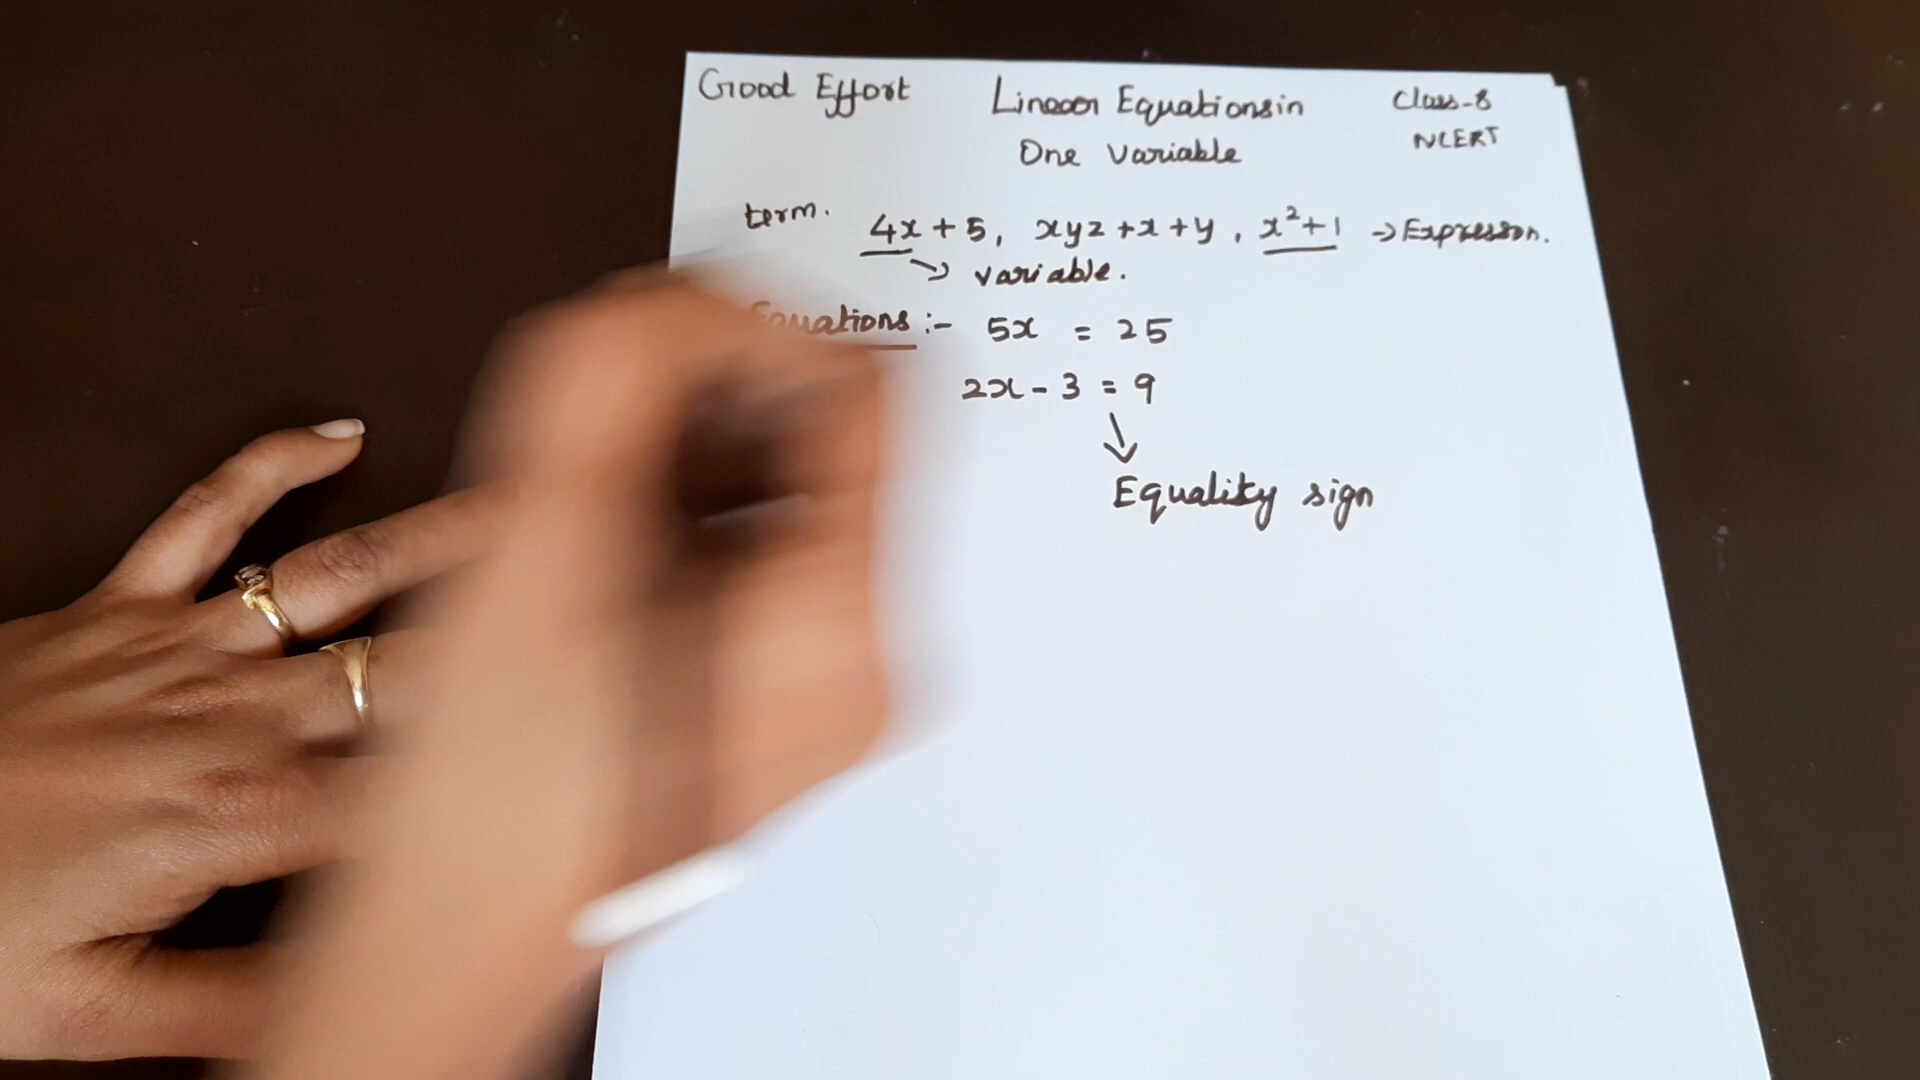 Good Effort
Linear Equations in
One Variable
Class-8
NCERT
term.
4x + 5, xyz + x + y, x² + 1 → Expression.
→ variable.
Equations :- 5x = 25
2x - 3 = 9
↓
Equality sign